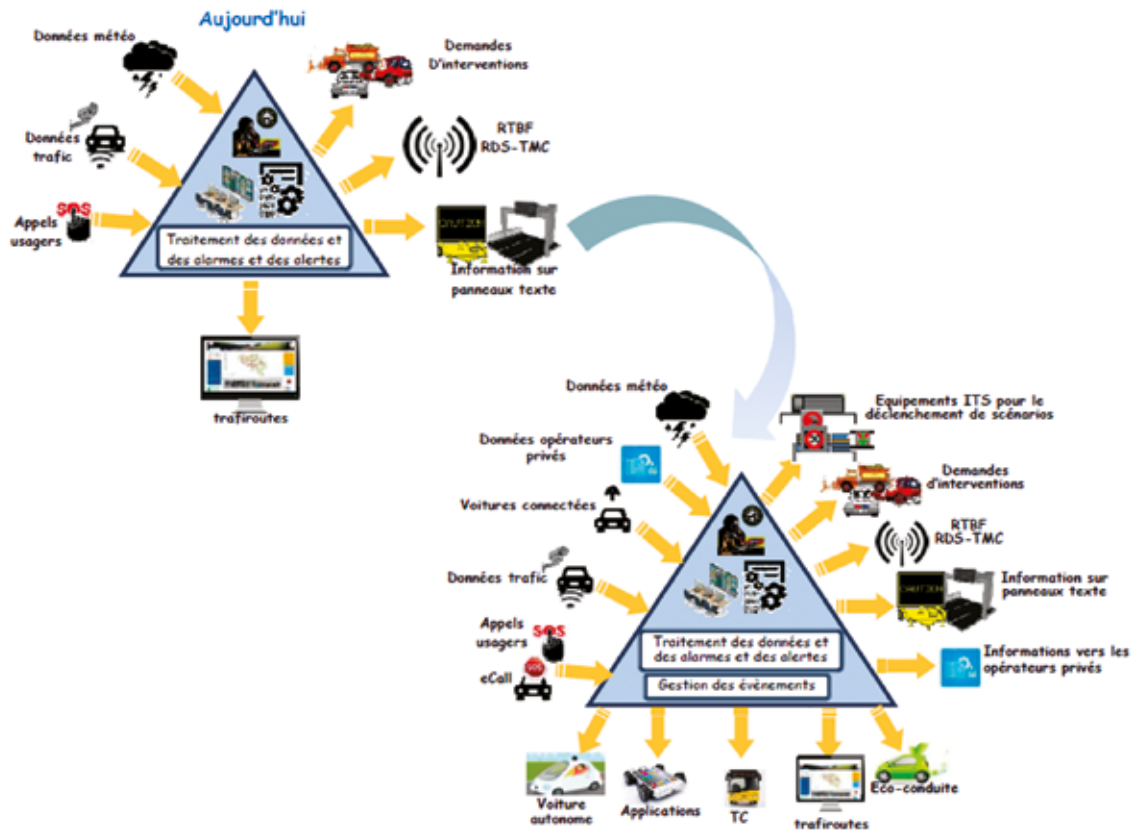 Aujourd'hui
Données météo
Demandes
D'interventions
Données
trafic
RTBF
RDS-TMC
SOS
Appels
usagers
Traitement des données et
des alarmes et des alertes
Information sur
panneaux texte
trafiroutes
Données météo
Equipements ITS pour le
déclenchement de scénarios
Données opérateurs
privés
Demandes
d'interventions
Voitures connectées
RTBF
RDS-TMC
Données trafic
Information sur
panneaux texte
Appels
usagers
SOS
Traitement des données et
des alarmes et des alertes
Informations vers les
opérateurs privés
eCall
SOS
Gestion des évènements
Voiture
autonome
Applications
TC
trafiroutes
Eco-conduite